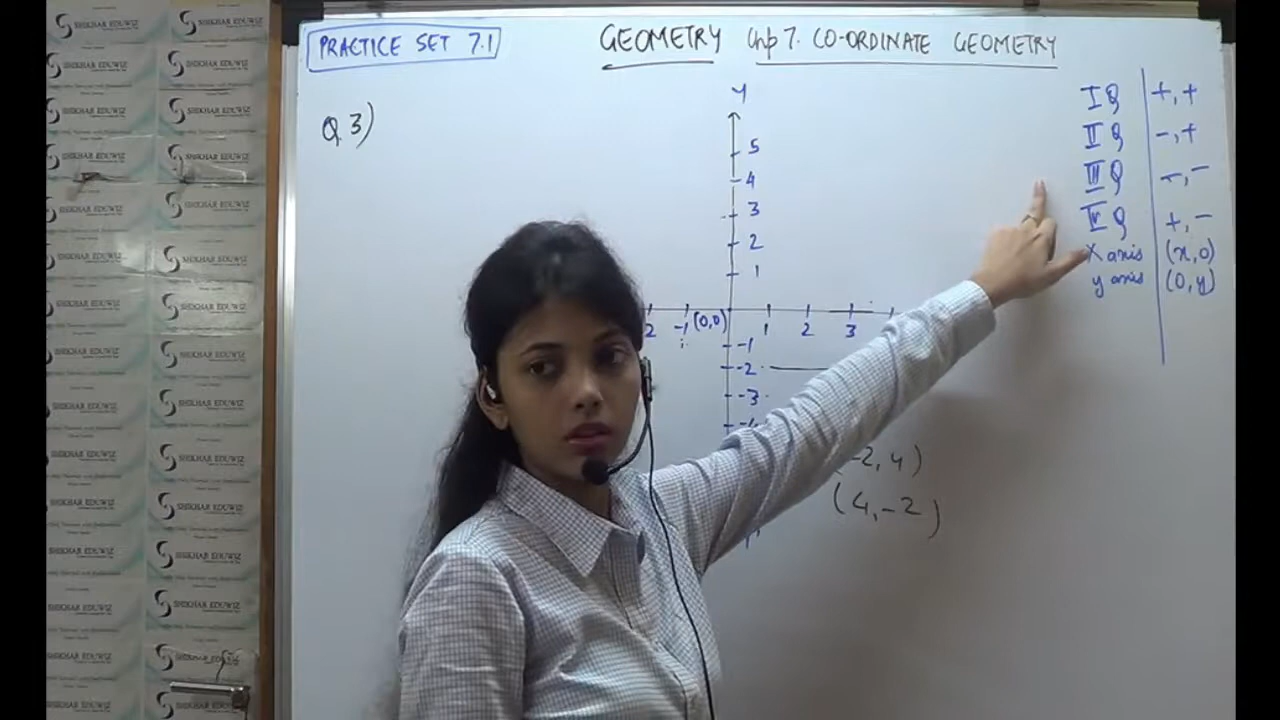 PRACTICE SET 7.1
GEOMETRY Chp 7. CO-ORDINATE GEOMETRY
Q 3)
Y
5
4
3
2
1
2 -1 (0,0) 1 2 3
-1
-2
-3
-2, 4)
(4, -2)
I Q +, +
II Q -, +
III Q -, -
IV Q +, -
X axis (x, 0)
y axis (0, y)
SHIKHAR EDUWIZ